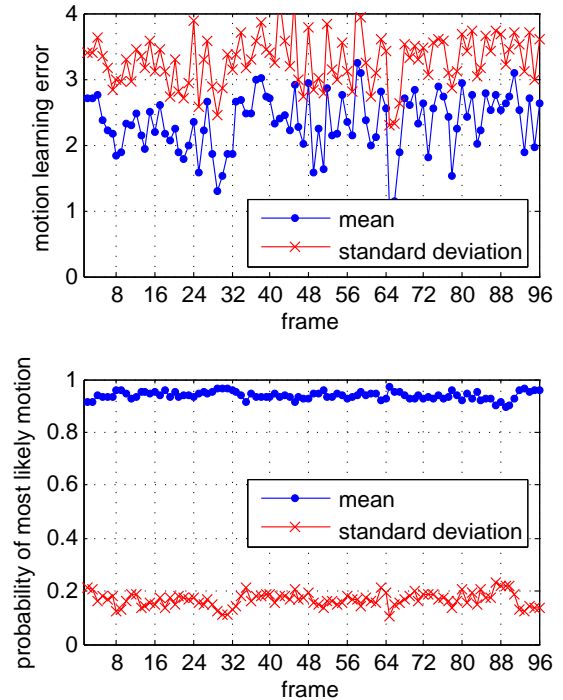 motion learning error
4
3
2
1
0
8 16 24 32 40 48 56 64 72 80 88 96
frame
mean
standard deviation
probability of most likely motion
1
0.8
0.6
0.4
0.2
0
8 16 24 32 40 48 56 64 72 80 88 96
frame
mean
standard deviation